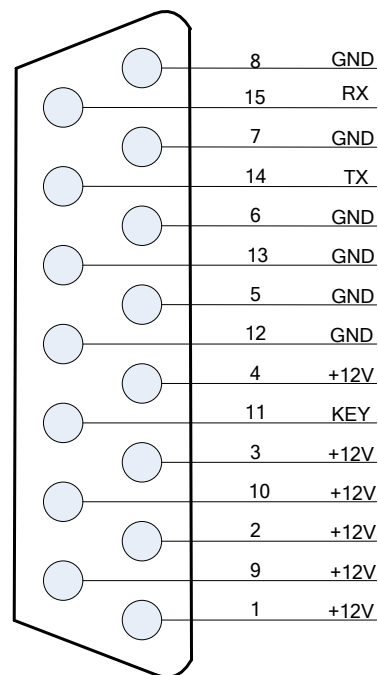 8 GND
15 RX
7 GND
14 TX
6 GND
13 GND
5 GND
12 GND
4 +12V
11 KEY
3 +12V
10 +12V
2 +12V
9 +12V
1 +12V